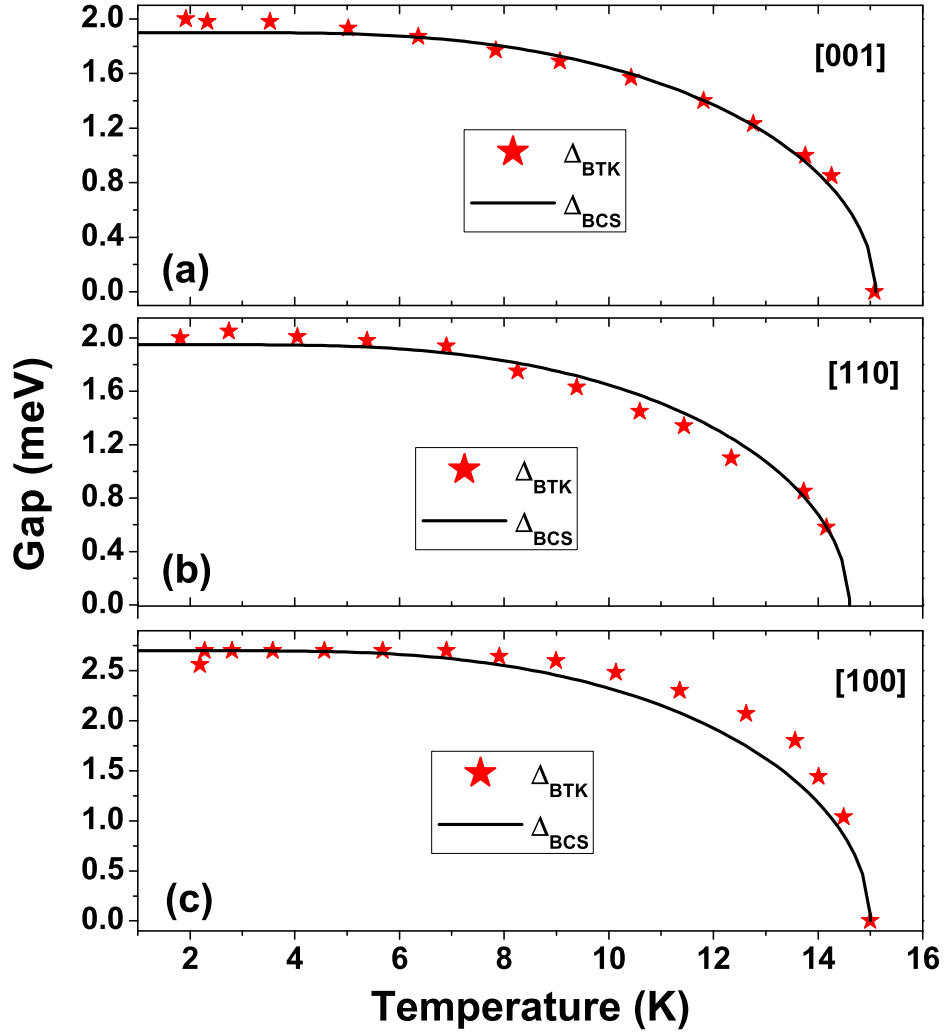 2.0
1.6
1.2
0.8
0.4
0.0
[001]
Δ_BTK
Δ_BCS
(a)
2.0
1.6
1.2
0.8
0.4
0.0
[110]
Δ_BTK
Δ_BCS
(b)
Gap (meV)
2.5
2.0
1.5
1.0
0.5
0.0
[100]
Δ_BTK
Δ_BCS
(c)
2 4 6 8 10 12 14 16
Temperature (K)